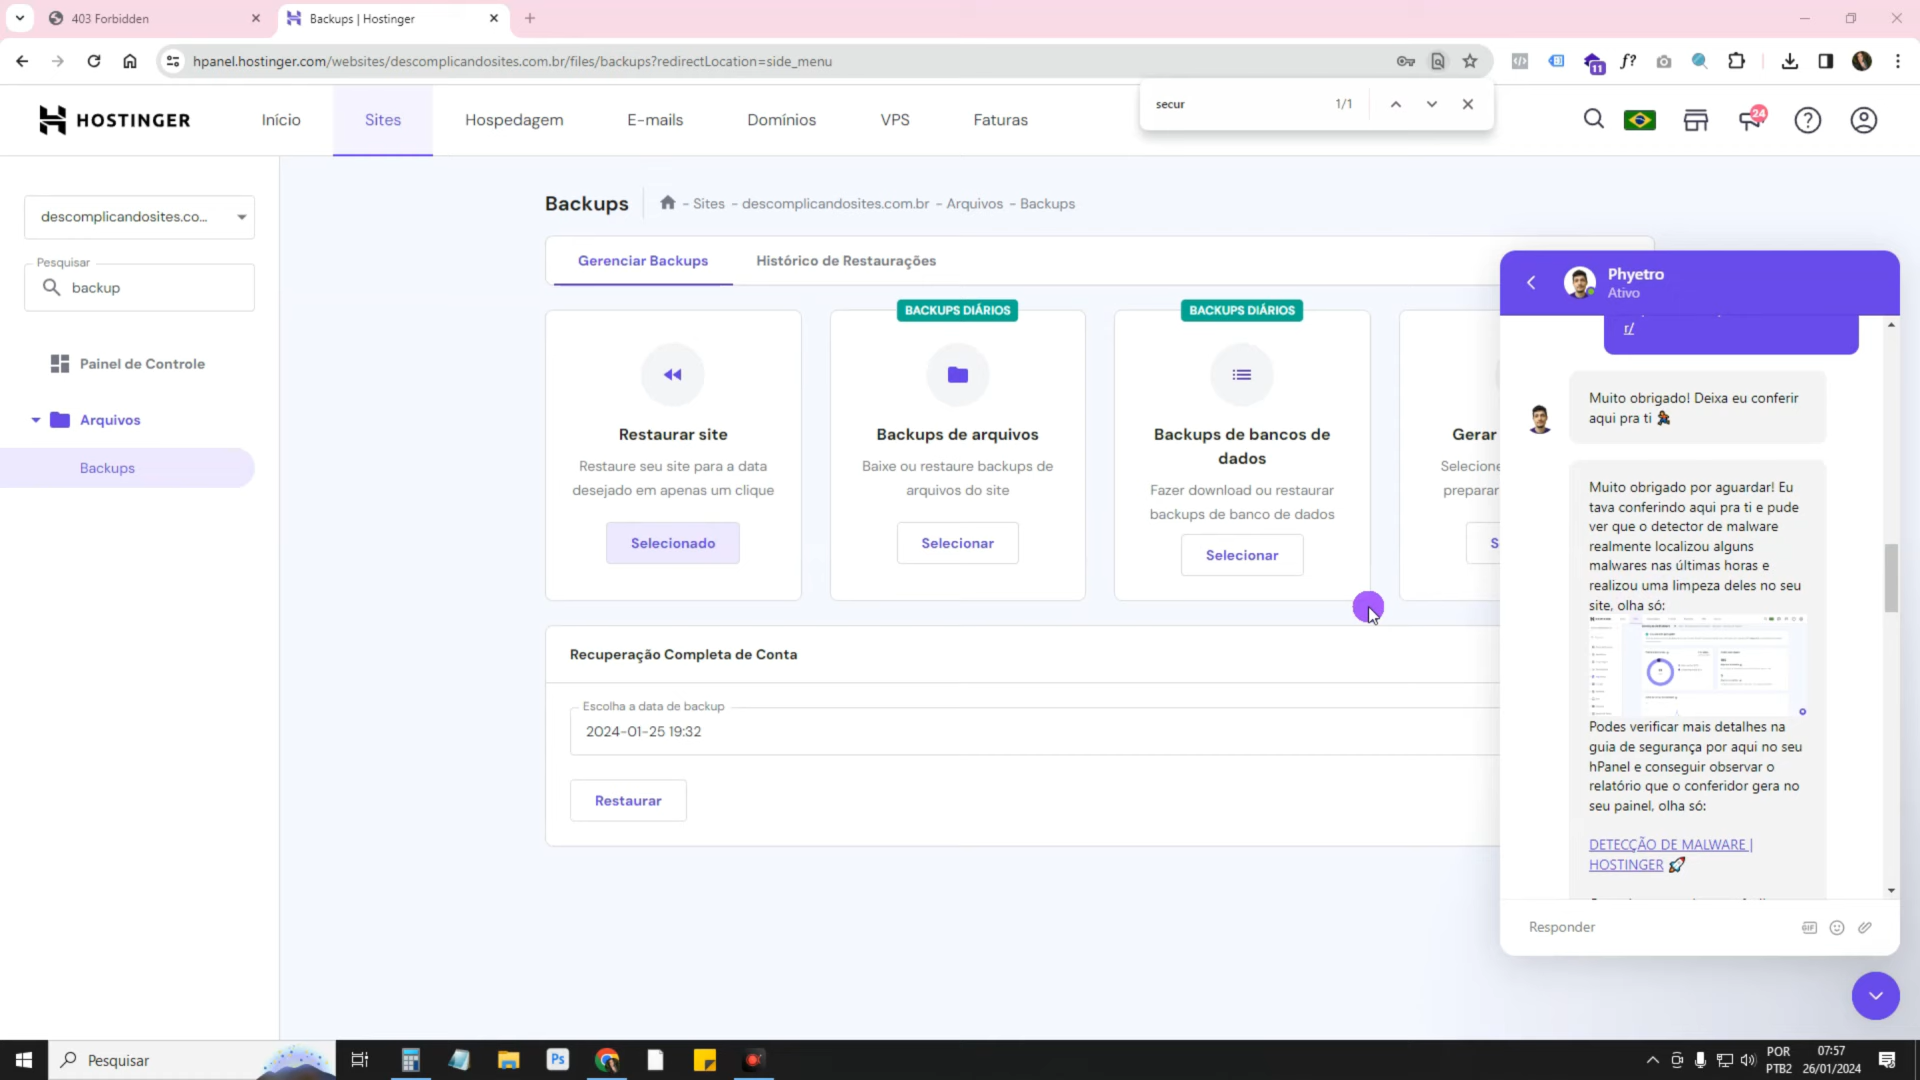 403 Forbidden
Backups | Hostinger
hpanel.hostinger.com/websites/descomplicandosites.com.br/files/backups?redirectLocation=side_menu
11
f?
secur
1/1
HOSTINGER
Início
Sites
Hospedagem
E-mails
Domínios
VPS
Faturas
24
descomplicandosites.co...
Pesquisar
backup
Painel de Controle
Arquivos
Backups
Backups
- Sites - descomplicandosites.com.br - Arquivos - Backups
Gerenciar Backups
Histórico de Restaurações
Restaurar site
Restaure seu site para a data
desejado em apenas um clique
Selecionado
BACKUPS DIÁRIOS
Backups de arquivos
Baixe ou restaure backups de
arquivos do site
Selecionar
BACKUPS DIÁRIOS
Backups de bancos de
dados
Fazer download ou restaurar
backups de banco de dados
Selecionar
Gerar
Selecione
preparar
S
Recuperação Completa de Conta
Escolha a data de backup
2024-01-25 19:32
Restaurar
Phyetro
Ativo
r/
Muito obrigado! Deixa eu conferir
aqui pra ti
Muito obrigado por aguardar! Eu
tava conferindo aqui pra ti e pude
ver que o detector de malware
realmente localizou alguns
malwares nas últimas horas e
realizou uma limpeza deles no seu
site, olha só:
Podes verificar mais detalhes na
guia de segurança por aqui no seu
hPanel e conseguir observar o
relatório que o conferidor gera no
seu painel, olha só:
DETECÇÃO DE MALWARE |
HOSTINGER
Responder
GIF
Pesquisar
Ps
POR
PTB2
07:57
26/01/2024